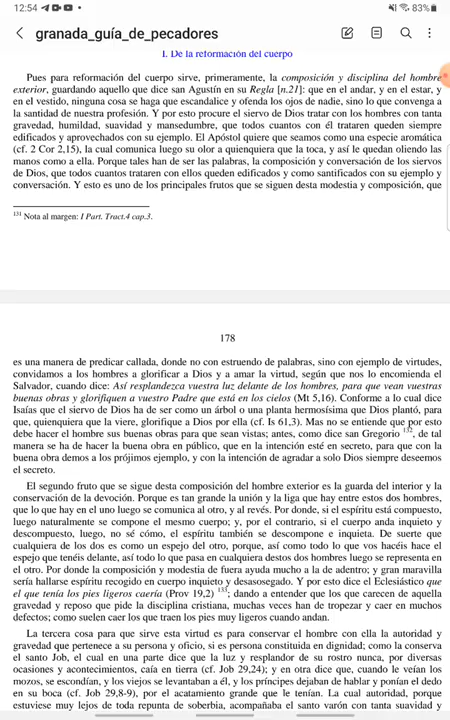 12:54
83%
granada_guía_de_pecadores
I. De la reformación del cuerpo
Pues para reformación del cuerpo sirve, primeramente, la composición y disciplina del hombre
exterior, guardando aquello que dice san Agustín en su Regla [n.21]: que en el andar, y en el estar, y
en el vestido, ninguna cosa se haga que escandalice y ofenda los ojos de nadie, sino lo que convenga a
la santidad de nuestra profesión. Y por esto procure el siervo de Dios tratar con los hombres con tanta
gravedad, humildad, suavidad y mansedumbre, que todos cuantos con él trataren queden siempre
edificados y aprovechados con su ejemplo. El Apóstol quiere que seamos como una especie aromática
(cf. 2 Cor 2,15), la cual comunica luego su olor a quienquiera que la toca, y así le quedan oliendo las
manos como a ella. Porque tales han de ser las palabras, la composición y conversación de los siervos
de Dios, que todos cuantos trataren con ellos queden edificados y como santificados con su ejemplo y
conversación. Y esto es uno de los principales frutos que se siguen desta modestia y composición, que
131 Nota al margen: I Part. Tract.4 cap.3.
178
es una manera de predicar callada, donde no con estruendo de palabras, sino con ejemplo de virtudes,
convidamos a los hombres a glorificar a Dios y a amar la virtud, según que nos lo encomienda el
Salvador, cuando dice: Así resplandezca vuestra luz delante de los hombres, para que vean vuestras
buenas obras y glorifiquen a vuestro Padre que está en los cielos (Mt 5,16). Conforme a lo cual dice
Isaías que el siervo de Dios ha de ser como un árbol o una planta hermosísima que Dios plantó, para
que, quienquiera que la viere, glorifique a Dios por ella (cf. Is 61,3). Mas no se entiende que por esto
debe hacer el hombre sus buenas obras para que sean vistas; antes, como dice san Gregorio 132, de tal
manera se ha de hacer la buena obra en público, que en la intención esté en secreto, para que con la
buena obra demos a los prójimos ejemplo, y con la intención de agradar a solo Dios siempre deseemos
el secreto.
El segundo fruto que se sigue desta composición del hombre exterior es la guarda del interior y la
conservación de la devoción. Porque es tan grande la unión y la liga que hay entre estos dos hombres,
que lo que hay en el uno luego se comunica al otro, y al revés. Por donde, si el espíritu está compuesto,
luego naturalmente se compone el mesmo cuerpo; y, por el contrario, si el cuerpo anda inquieto y
descompuesto, luego, no sé cómo, el espíritu también se descompone e inquieta. De suerte que
cualquiera de los dos es como un espejo del otro, porque, así como todo lo que vos hacéis hace el
espejo que tenéis delante, así todo lo que pasa en cualquiera destos dos hombres luego se representa en
el otro. Por donde la composición y modestia de fuera ayuda mucho a la de adentro; y gran maravilla
sería hallarse espíritu recogido en cuerpo inquieto y desasosegado. Y por esto dice el Eclesiástico que
el que tenía los pies ligeros caería (Prov 19,2) 133; dando a entender que los que carecen de aquella
gravedad y reposo que pide la disciplina cristiana, muchas veces han de tropezar y caer en muchos
defectos; como suelen caer los que traen los pies muy ligeros cuando andan.
La tercera cosa para que sirve esta virtud es para conservar el hombre con ella la autoridad y
gravedad que pertenece a su persona y oficio, si es persona constituida en dignidad; como la conserva
el santo Job, el cual en una parte dice que la luz y resplandor de su rostro nunca, por diversas
ocasiones y acontecimientos, caía en tierra (cf. Job 29,24); y en otra dice que, cuando le veían los
mozos, se escondían, y los viejos se levantaban a él, y los príncipes dejaban de hablar y ponían el dedo
en su boca (cf. Job 29,8-9), por el acatamiento grande que le tenían. La cual autoridad, porque
estuviese muy lejos de toda repunta de soberbia, acompañaba el santo varón con tanta suavidad y